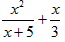 x²/(x+5) + x/3